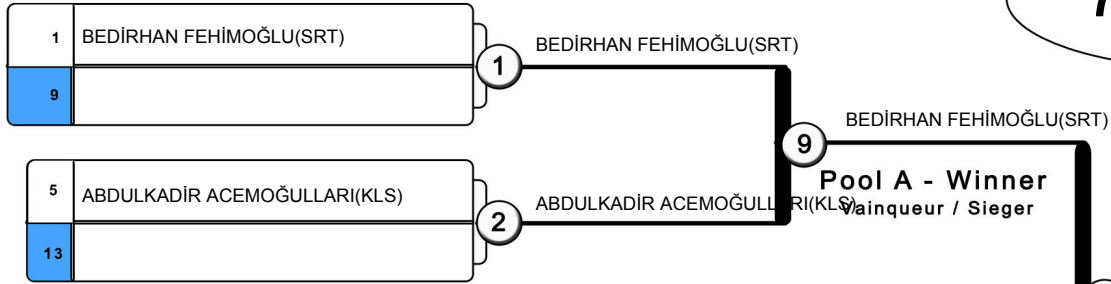 1 BEDİRHAN FEHİMOĞLU(SRT)
9
1
BEDİRHAN FEHİMOĞLU(SRT)
5 ABDULKADİR ACEMOĞULLARI(KLS)
13
2
ABDULKADİR ACEMOĞULLARI(KLS)
9
BEDİRHAN FEHİMOĞLU(SRT)
Pool A - Winner
Vainqueur / Sieger